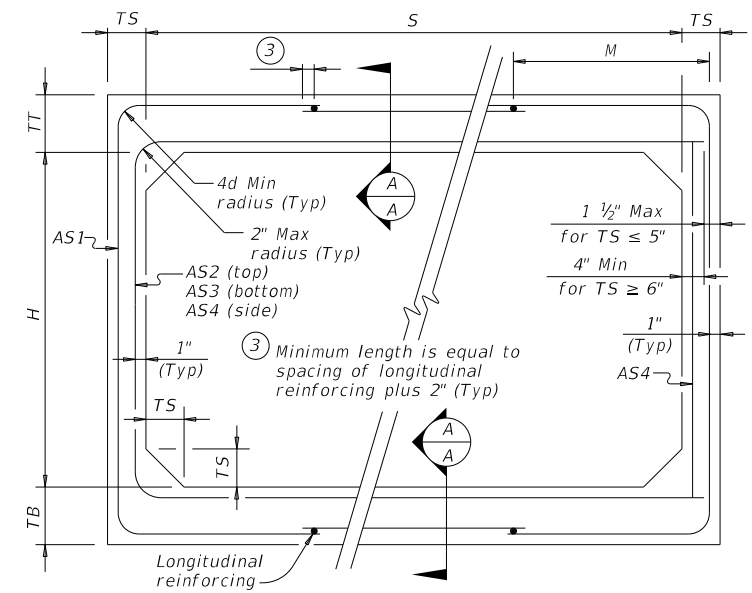 TS
S
TS
3
M
TT
A
A
4d Min
radius (Typ)
2" Max
radius (Typ)
1 ½" Max
for TS ≤ 5"
AS1
AS2 (top)
AS3 (bottom)
AS4 (side)
4" Min
for TS ≥ 6"
H
1"
(Typ)
3
Minimum length is equal to
spacing of longitudinal
reinforcing plus 2" (Typ)
1"
(Typ)
AS4
TS
A
A
TS
TB
Longitudinal
reinforcing